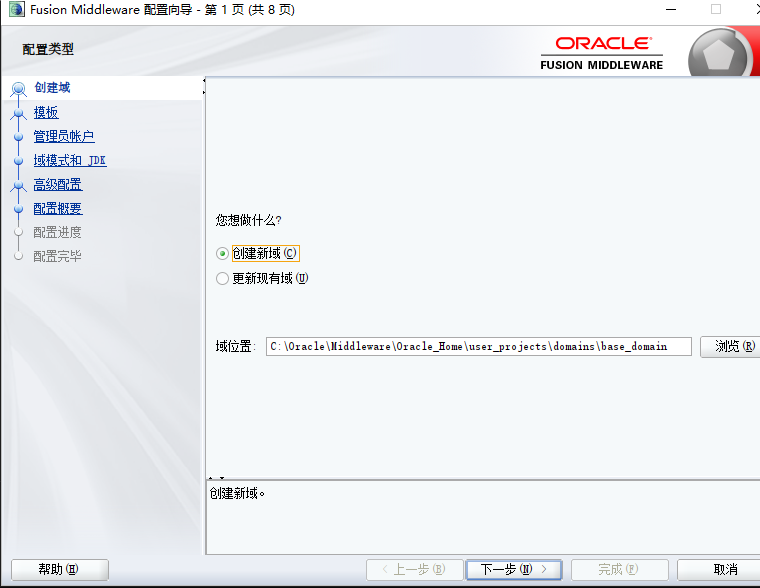 Fusion Middleware 配置向导 - 第 1 页 (共 8 页)
配置类型
ORACLE
FUSION MIDDLEWARE
创建域
模板
管理员帐户
域模式和 JDK
高级配置
配置概要
配置进度
配置完毕
您想做什么?
创建新域(C)
更新现有域(U)
域位置:
C:\Oracle\Middleware\Oracle_Home\user_projects\domains\base_domain
浏览(R)
创建新域。
帮助(H)
< 上一步(B)
下一步(N) >
完成(F)
取消